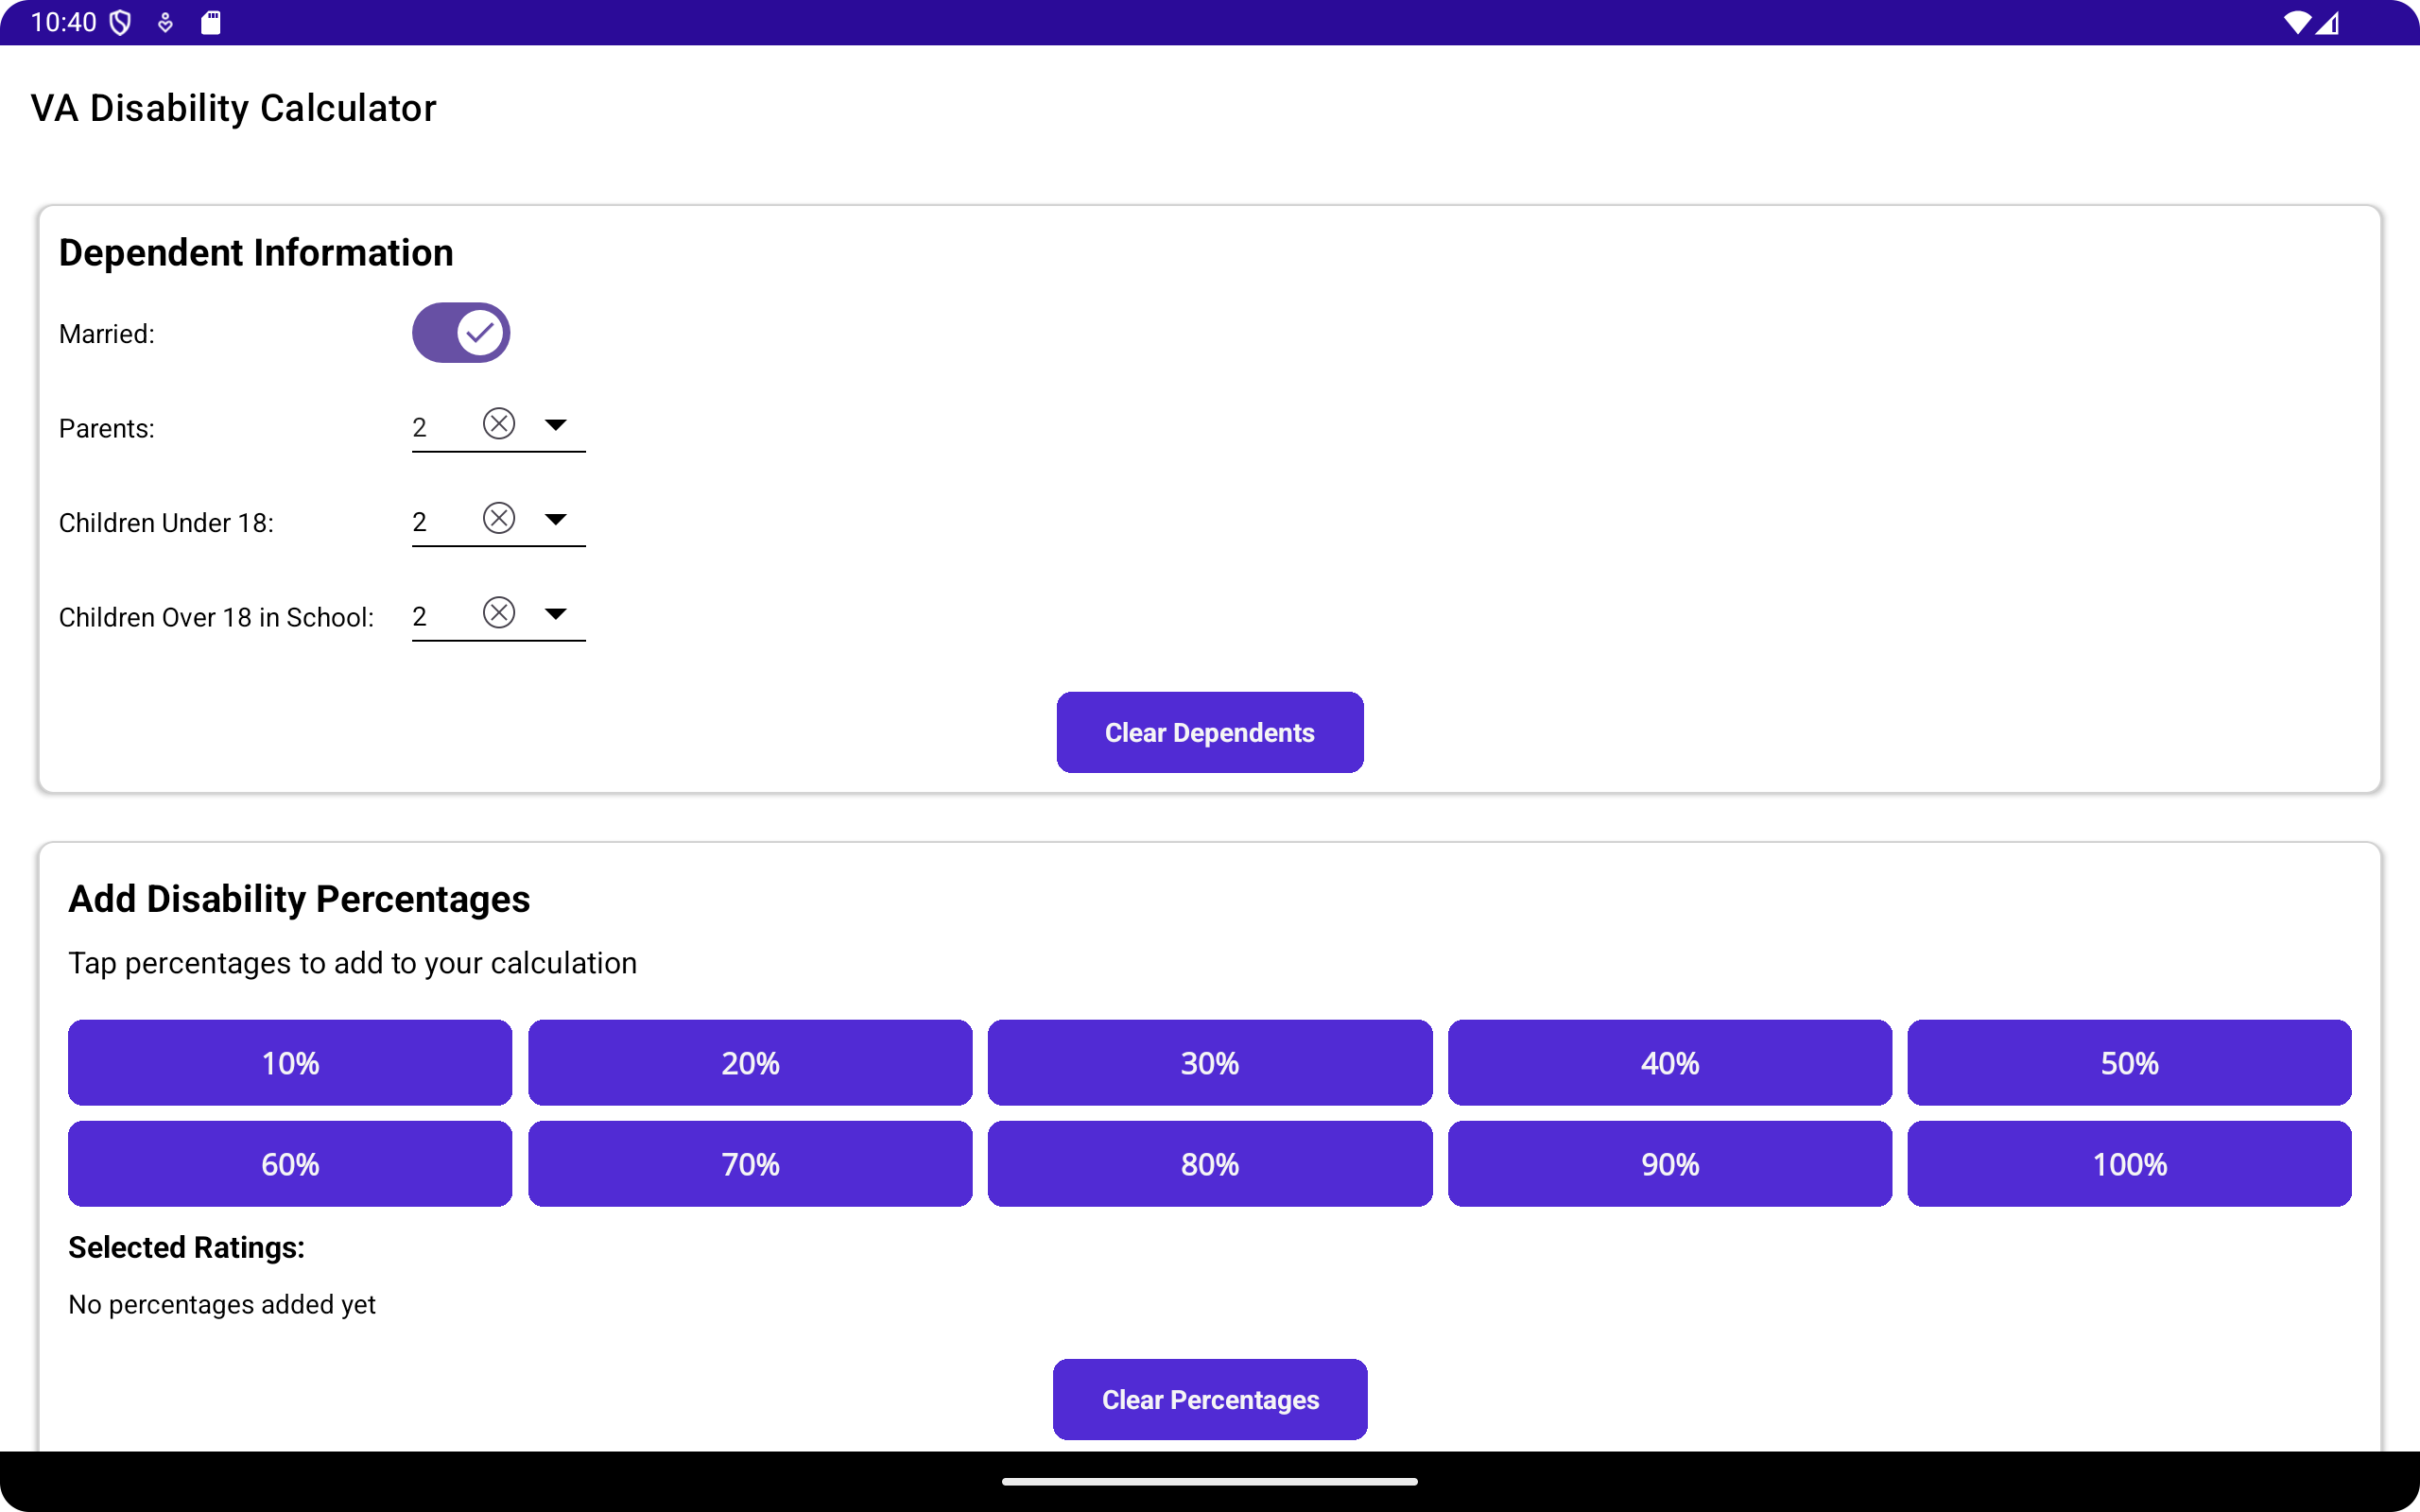 10:40
VA Disability Calculator
Dependent Information
Married:
Parents: 2
Children Under 18: 2
Children Over 18 in School: 2
Clear Dependents
Add Disability Percentages
Tap percentages to add to your calculation
10% 20% 30% 40% 50%
60% 70% 80% 90% 100%
Selected Ratings:
No percentages added yet
Clear Percentages